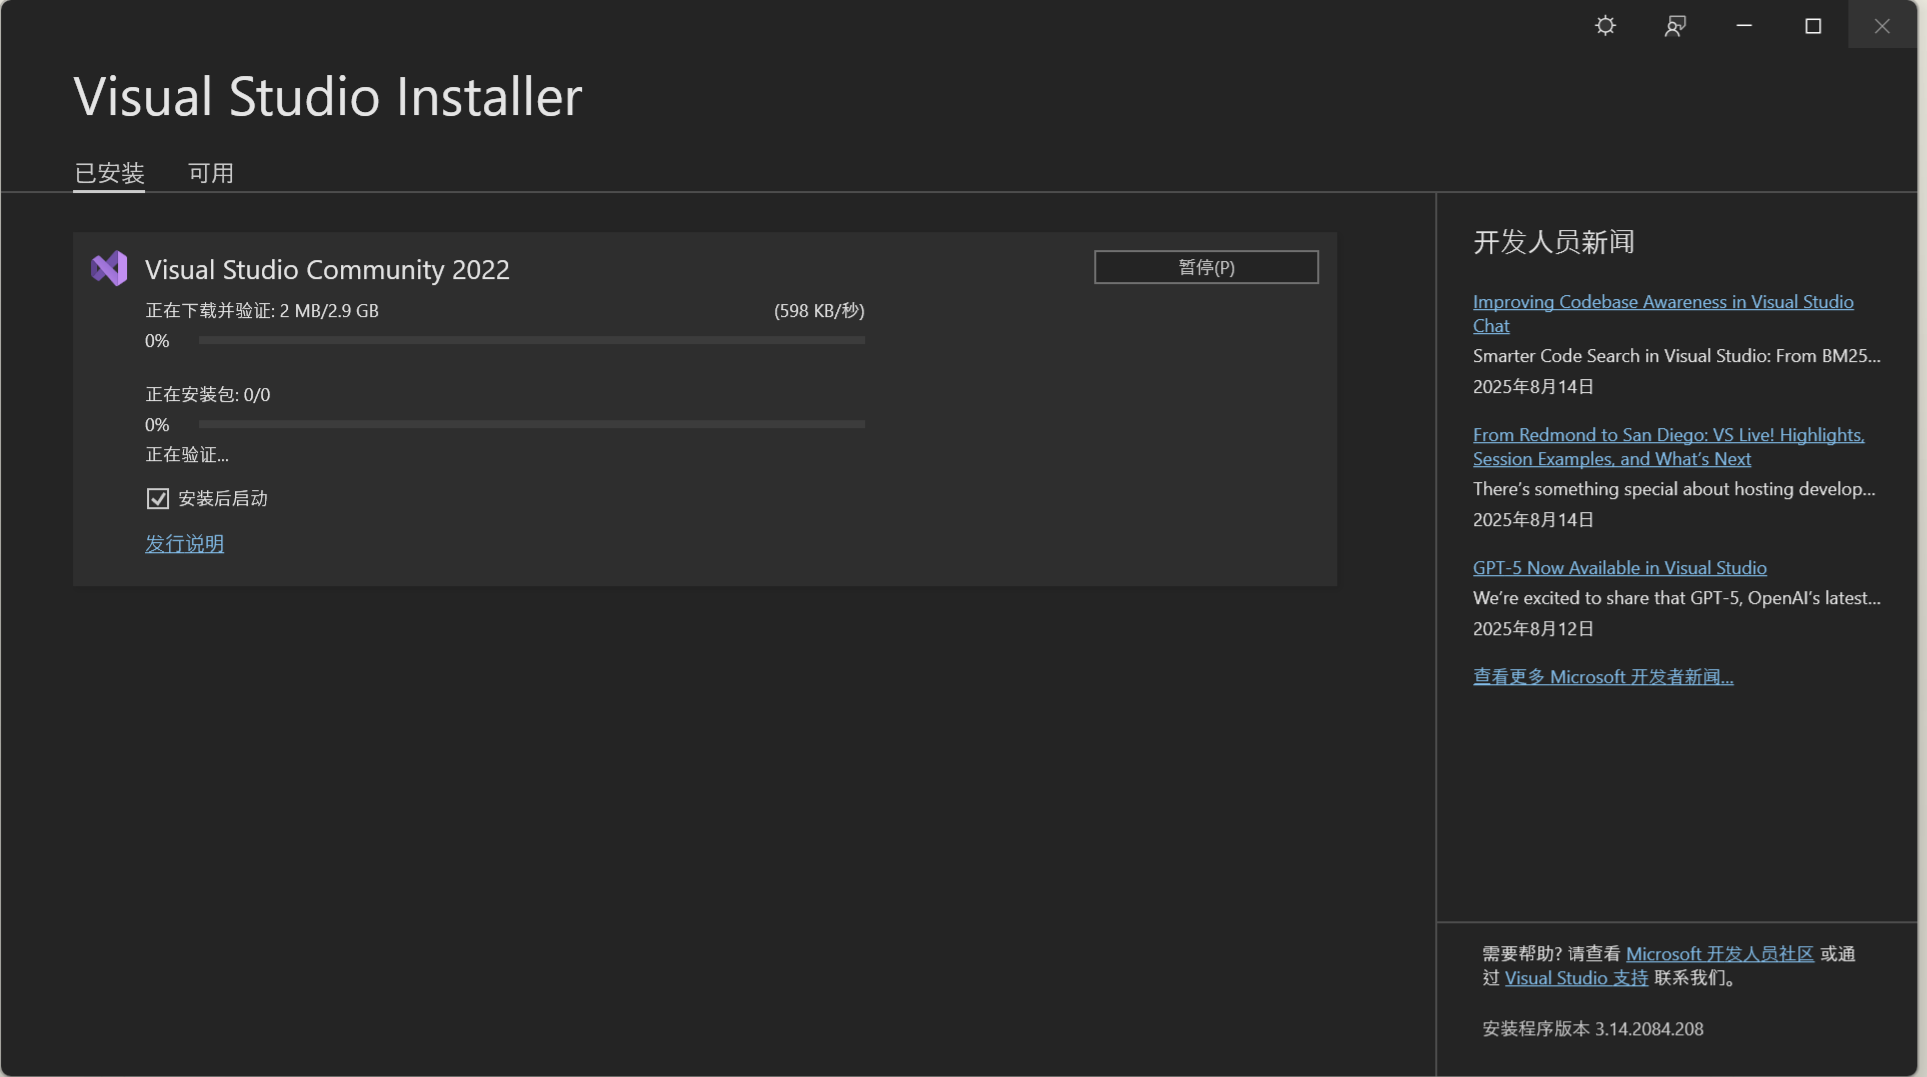 Visual Studio Installer
已安装
可用
Visual Studio Community 2022
暂停(P)
正在下载并验证: 2 MB/2.9 GB
(598 KB/秒)
0%
正在安装包: 0/0
0%
正在验证...
安装后启动
发行说明
开发人员新闻
Improving Codebase Awareness in Visual Studio
Chat
Smarter Code Search in Visual Studio: From BM25...
2025年8月14日
From Redmond to San Diego: VS Live! Highlights,
Session Examples, and What’s Next
There’s something special about hosting develop...
2025年8月14日
GPT-5 Now Available in Visual Studio
We’re excited to share that GPT-5, OpenAI’s latest...
2025年8月12日
查看更多 Microsoft 开发者新闻...
需要帮助? 请查看 Microsoft 开发人员社区 或通
过 Visual Studio 支持 联系我们。
安装程序版本 3.14.2084.208